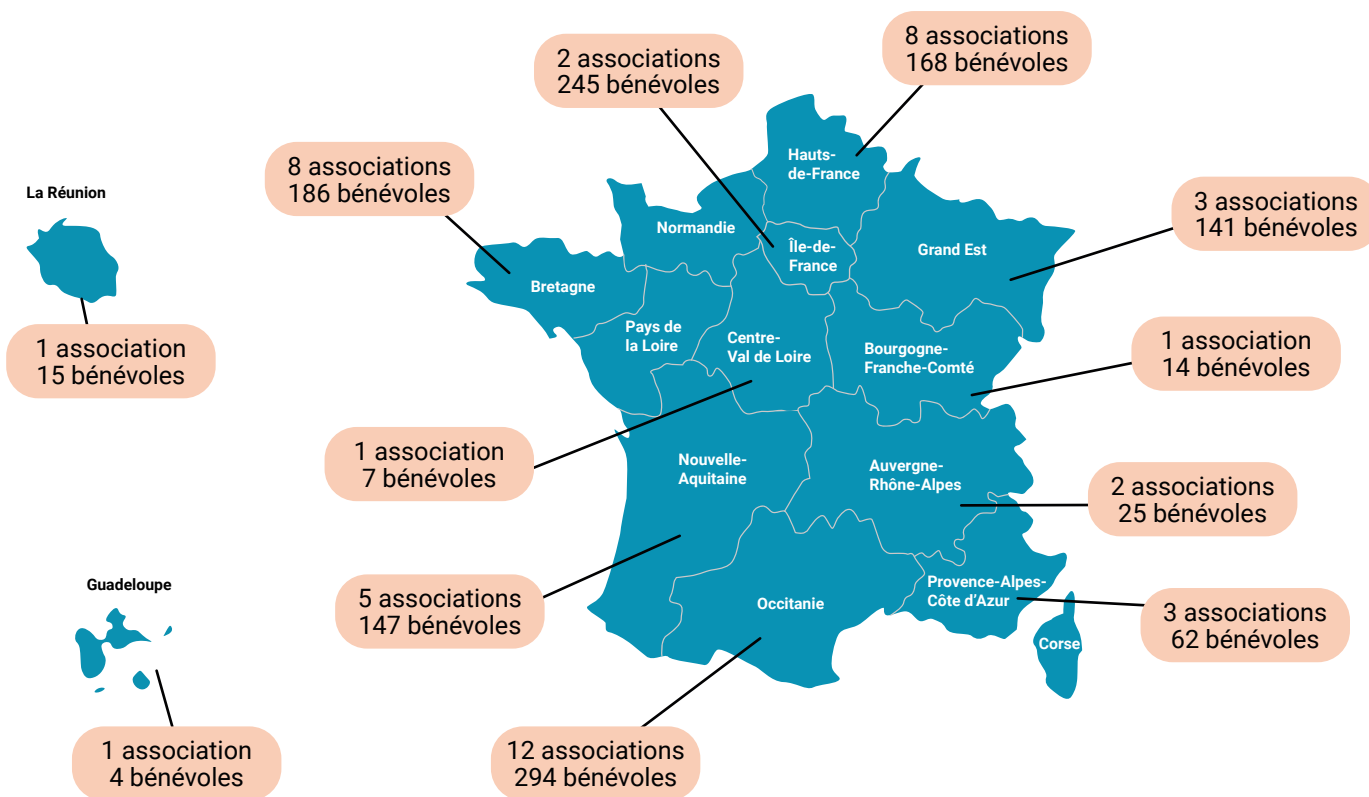 8 associations
168 bénévoles
2 associations
245 bénévoles
Hauts-
de-France
8 associations
186 bénévoles
La Réunion
3 associations
141 bénévoles
Normandie
Île-de-
France
Grand Est
Bretagne
1 association
15 bénévoles
Pays de
la Loire
Centre-
Val de Loire
Bourgogne-
Franche-Comté
1 association
14 bénévoles
1 association
7 bénévoles
Nouvelle-
Aquitaine
Auvergne-
Rhône-Alpes
2 associations
25 bénévoles
Guadeloupe
5 associations
147 bénévoles
Occitanie
Provence-Alpes-
Côte d'Azur
3 associations
62 bénévoles
Corse
1 association
4 bénévoles
12 associations
294 bénévoles